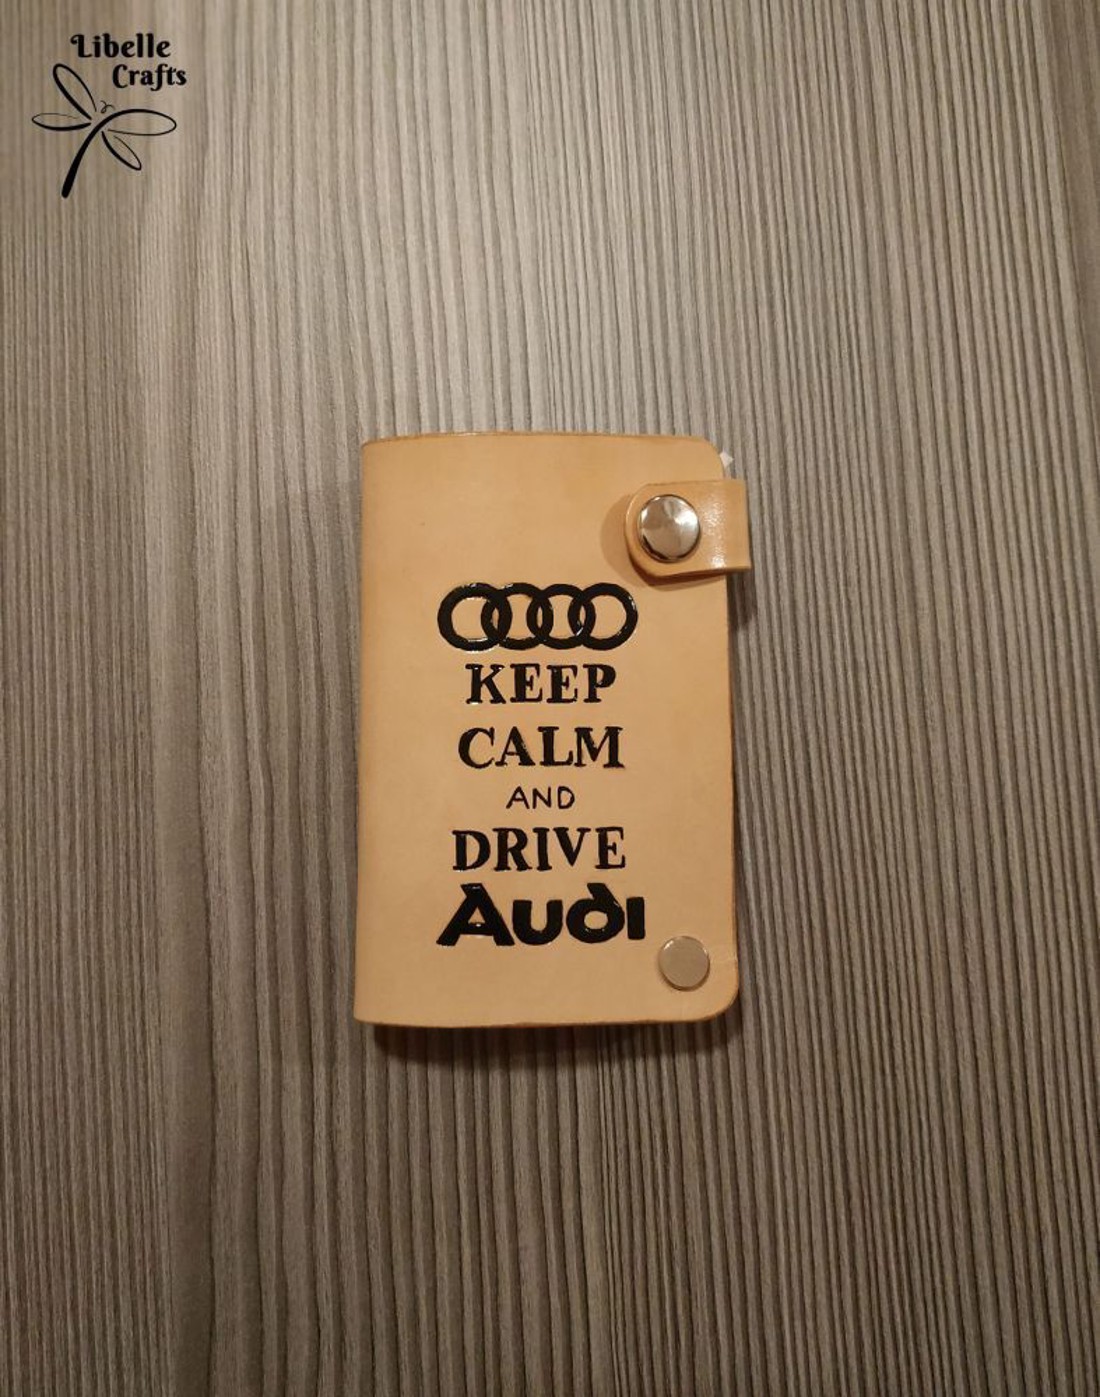 Libelle
Crafts
KEEP
CALM
AND
DRIVE
Audi